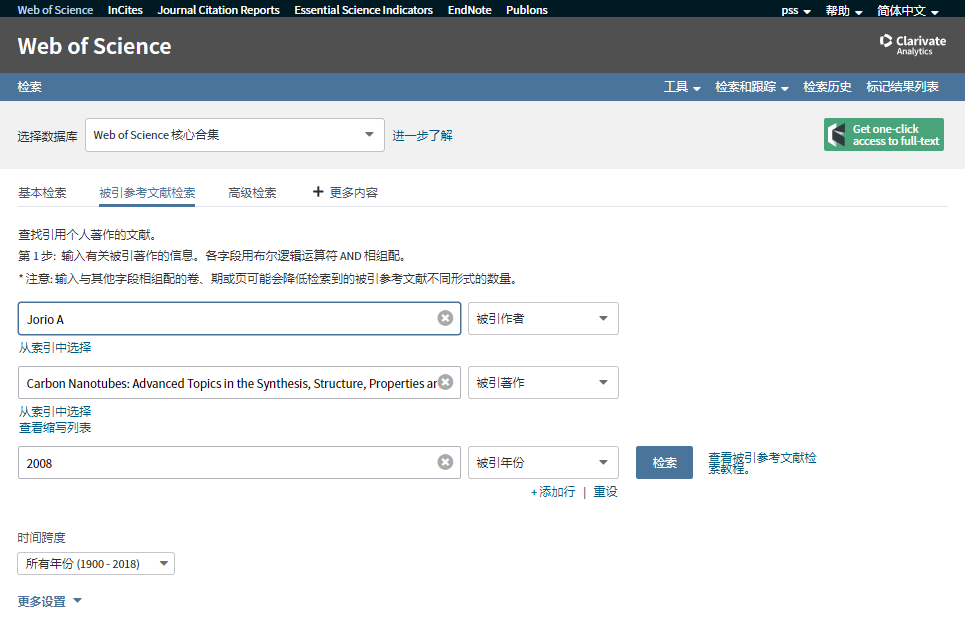 Web of Science InCites Journal Citation Reports Essential Science Indicators EndNote Publons pss 帮助 简体中文
Web of Science
Clarivate
Analytics
检索 工具 检索和跟踪 检索历史 标记结果列表
选择数据库 Web of Science 核心合集 进一步了解
Get one-click
access to full-text
基本检索 被引参考文献检索 高级检索 + 更多内容
查找引用个人著作的文献。
第 1 步: 输入有关被引著作的信息。各字段用布尔逻辑运算符 AND 相组配。
* 注意: 输入与其他字段相组配的卷、期或页可能会降低检索到的被引参考文献不同形式的数量。
Jorio A 被引作者
从索引中选择
Carbon Nanotubes: Advanced Topics in the Synthesis, Structure, Properties ar 被引著作
从索引中选择
查看缩写列表
2008 被引年份 检索 查看被引参考文献检
索教程。
+ 添加行 | 重设
时间跨度
所有年份 (1900 - 2018)
更多设置